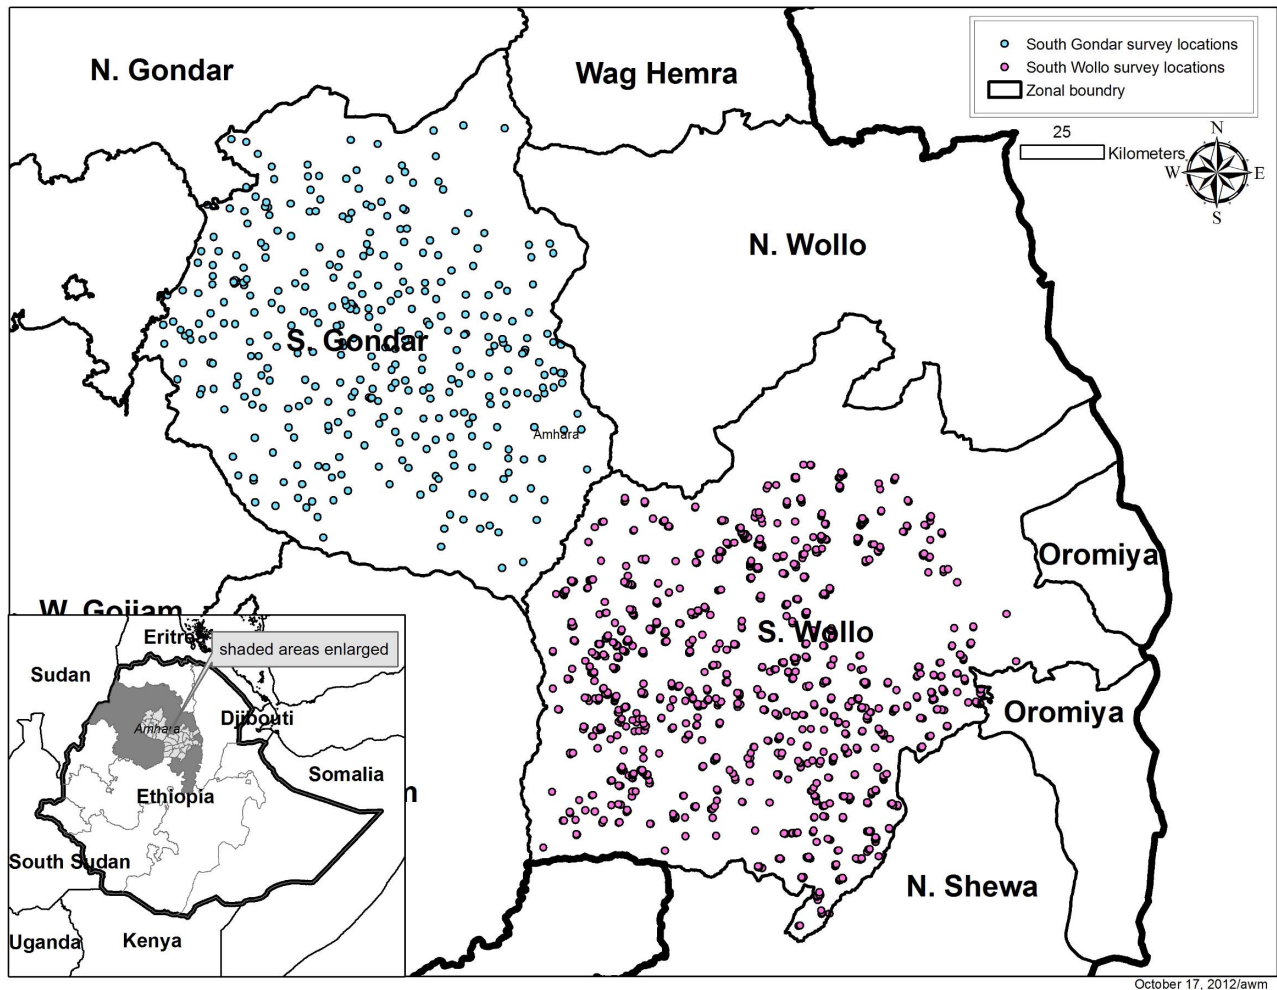 N. Gondar
Wag Hemra
South Gondar survey locations
South Wollo survey locations
Zonal boundry
25
Kilometers
N
W
E
S
N. Wollo
S. Gondar
Amhara
Oromiya
S. Wollo
W. Gojjam
Oromiya
N. Shewa
Eritre
shaded areas enlarged
Sudan
Amhara
Djibouti
Somalia
Ethiopia
m
South Sudan
Uganda
Kenya
October 17, 2012/awm